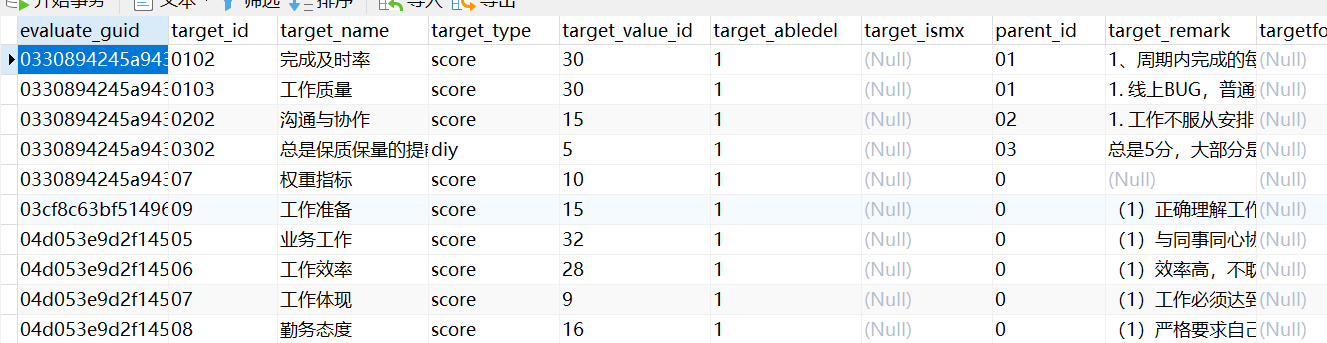 开始事务 文本 筛选 排序 导入 导出
evaluate_guid target_id target_name target_type target_value_id target_abledel target_ismx parent_id target_remark targetfo
0330894245a943 0102 完成及时率 score 30 1 (Null) 01 1、周期内完成的每 (Null)
0330894245a943 0103 工作质量 score 30 1 (Null) 01 1. 线上BUG，普通 (Null)
0330894245a943 0202 沟通与协作 score 15 1 (Null) 02 1. 工作不服从安排 (Null)
0330894245a943 0302 总是保质保量的提前 diy 5 1 (Null) 03 总是5分，大部分是 (Null)
0330894245a943 07 权重指标 score 10 1 (Null) 0 (Null) (Null)
03cf8c63bf51496 09 工作准备 score 15 1 (Null) 0 （1）正确理解工作 (Null)
04d053e9d2f145 05 业务工作 score 32 1 (Null) 0 （1）与同事同心协 (Null)
04d053e9d2f145 06 工作效率 score 28 1 (Null) 0 （1）效率高，不耽 (Null)
04d053e9d2f145 07 工作体现 score 9 1 (Null) 0 （1）工作必须达到 (Null)
04d053e9d2f145 08 勤务态度 score 16 1 (Null) 0 （1）严格要求自己 (Null)